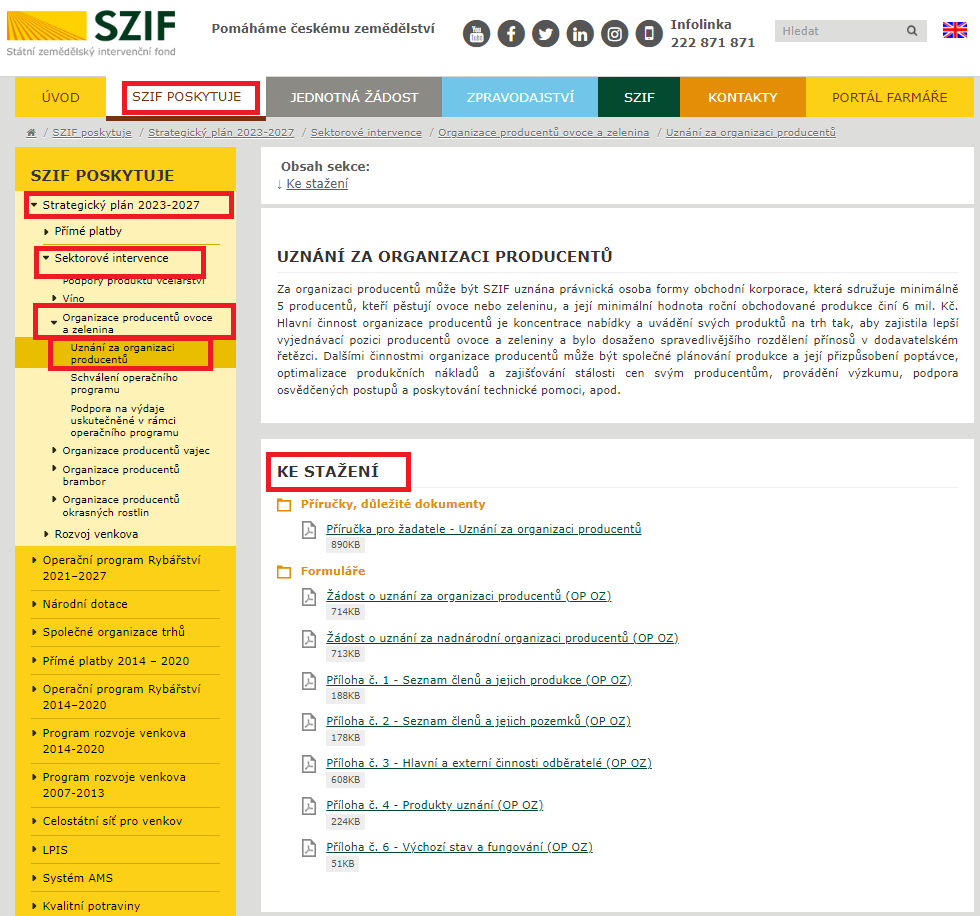 SZIF
Státní zemědělský intervenční fond
Pomáháme českému zemědělství
You Tube
Infolinka
222 871 871
Hledat
ÚVOD
SZIF POSKYTUJE
JEDNOTNÁ ŽÁDOST
ZPRAVODAJSTVÍ
SZIF
KONTAKTY
PORTÁL FARMÁŘE
/ SZIF poskytuje / Strategický plán 2023-2027 / Sektorové intervence / Organizace producentů ovoce a zelenina / Uznání za organizaci producentů
SZIF POSKYTUJE
Strategický plán 2023-2027
Přímé platby
Sektorové intervence
Podpory produktů včelařství
Víno
Organizace producentů ovoce
a zelenina
Uznání za organizaci
producentů
Schválení operačního
programu
Podpora na výdaje
uskutečněné v rámci
operačního programu
Organizace producentů vajec
Organizace producentů
brambor
Organizace producentů
okrasných rostlin
Rozvoj venkova
Operační program Rybářství
2021–2027
Národní dotace
Společné organizace trhů
Přímé platby 2014 – 2020
Operační program Rybářství
2014–2020
Program rozvoje venkova
2014-2020
Program rozvoje venkova
2007-2013
Celostátní síť pro venkov
LPIS
Systém AMS
Kvalitní potraviny
Obsah sekce:
↓ Ke stažení
UZNÁNÍ ZA ORGANIZACI PRODUCENTŮ
Za organizaci producentů může být SZIF uznána právnická osoba formy obchodní korporace, která sdružuje minimálně
5 producentů, kteří pěstují ovoce nebo zeleninu, a její minimální hodnota roční obchodované produkce činí 6 mil. Kč.
Hlavní činnost organizace producentů je koncentrace nabídky a uvádění svých produktů na trh tak, aby zajistila lepší
vyjednávací pozici producentů ovoce a zeleniny a bylo dosaženo spravedlivějšího rozdělení přínosů v dodavatelském
řetězci. Dalšími činnostmi organizace producentů může být společné plánování produkce a její přizpůsobení poptávce,
optimalizace produkčních nákladů a zajišťování stálosti cen svým producentům, provádění výzkumu, podpora
osvědčených postupů a poskytování technické pomoci, apod.
KE STAŽENÍ
Příručky, důležité dokumenty
Příručka pro žadatele - Uznání za organizaci producentů
890KB
Formuláře
Žádost o uznání za organizaci producentů (OP OZ)
714KB
Žádost o uznání za nadnárodní organizaci producentů (OP OZ)
713KB
Příloha č. 1 - Seznam členů a jejich produkce (OP OZ)
188KB
Příloha č. 2 - Seznam členů a jejich pozemků (OP OZ)
178KB
Příloha č. 3 - Hlavní a externí činnosti odběratelé (OP OZ)
608KB
Příloha č. 4 - Produkty uznání (OP OZ)
224KB
Příloha č. 6 - Výchozí stav a fungování (OP OZ)
51KB